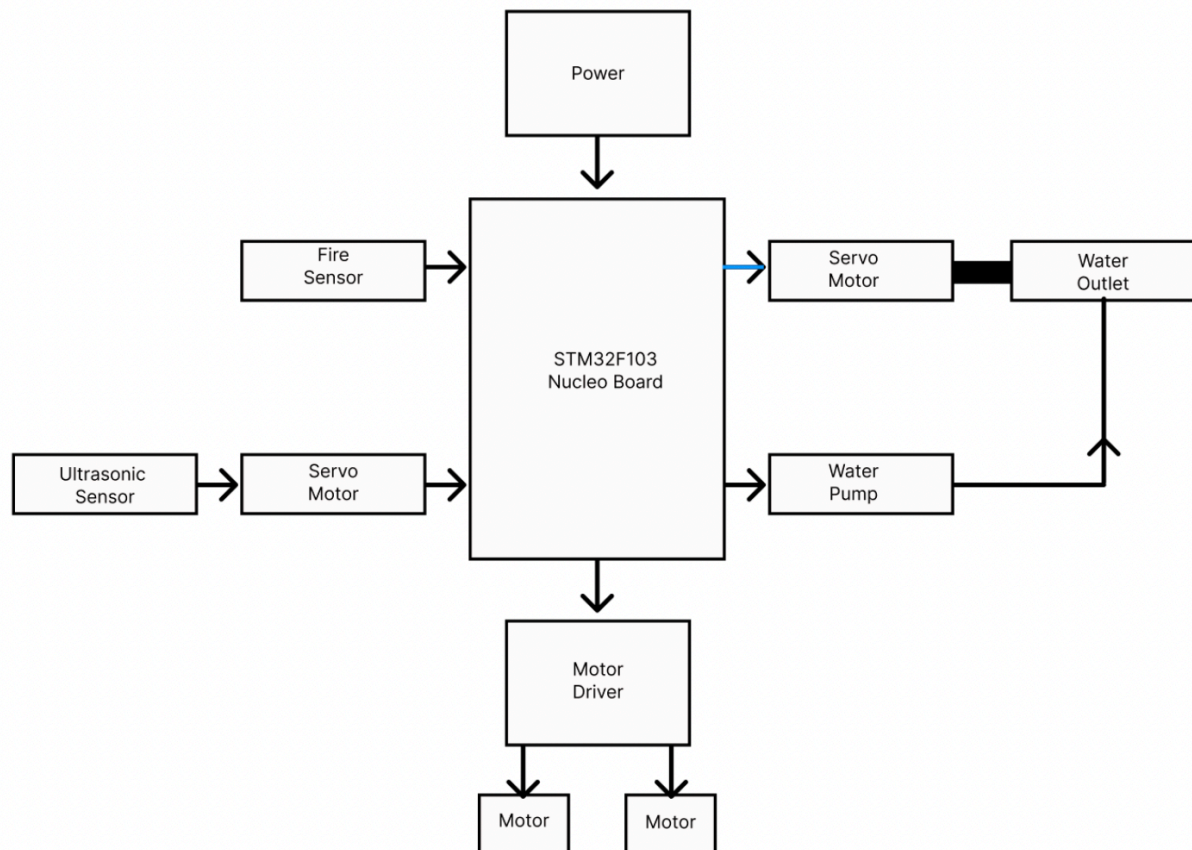 Power
Fire
Sensor
Servo
Motor
Water
Outlet
STM32F103
Nucleo Board
Ultrasonic
Sensor
Servo
Motor
Water
Pump
Motor
Driver
Motor
Motor